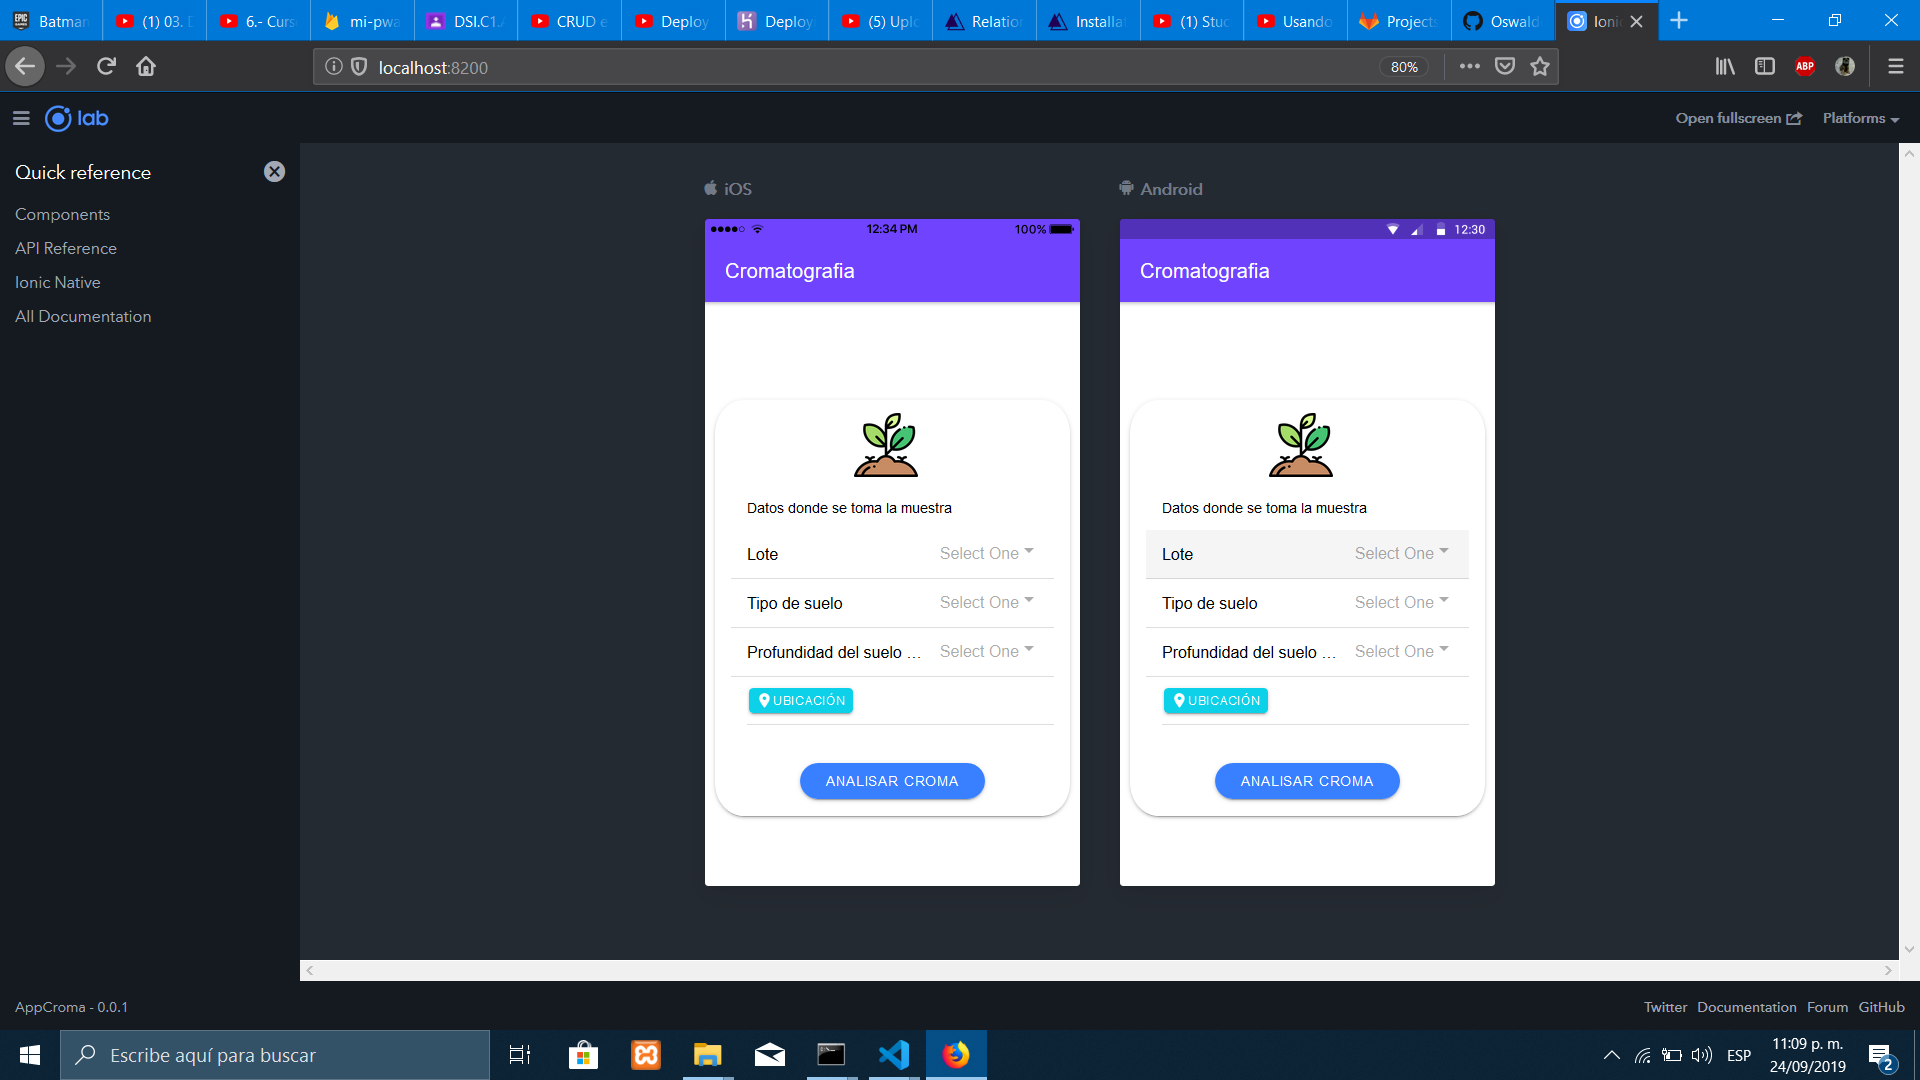 Batman
(1) 03.
6.- Curs
mi-pwa
DSI.C1.
CRUD e
Deploy
Deploy
(5) Uplo
Relation
Installat
(1) Stuc
Usando
Projects
Oswald
Ionic
localhost:8200
80%
ABP
lab
Open fullscreen
Platforms
Quick reference
Components
API Reference
Ionic Native
All Documentation
iOS
12:34 PM
100%
Cromatografia
Datos donde se toma la muestra
Lote
Select One
Tipo de suelo
Select One
Profundidad del suelo ...
Select One
UBICACIÓN
ANALISAR CROMA
Android
12:30
Cromatografia
Datos donde se toma la muestra
Lote
Select One
Tipo de suelo
Select One
Profundidad del suelo ...
Select One
UBICACIÓN
ANALISAR CROMA
AppCroma - 0.0.1
Twitter Documentation Forum GitHub
Escribe aquí para buscar
ESP
11:09 p. m.
24/09/2019
2